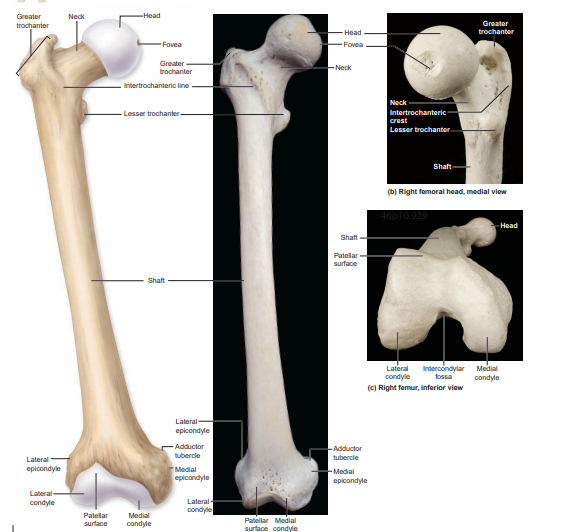 Greater
trochanter
Neck
Head
Fovea
Greater
trochanter
Intertrochanteric line
Lesser trochanter
Shaft
Lateral
epicondyle
Lateral
epicondyle
Adductor
tubercle
Medial
epicondyle
Lateral
condyle
Lateral
condyle
Patellar
surface
Medial
condyle
Head
Fovea
Neck
Adductor
tubercle
Medial
epicondyle
Patellar
surface
Medial
condyle
Greater
trochanter
Neck
Intertrochanteric
crest
Lesser trochanter
Shaft
(b) Right femoral head, medial view
46p10.929
Head
Shaft
Patellar
surface
Lateral
condyle
Intercondylar
fossa
Medial
condyle
(c) Right femur, inferior view